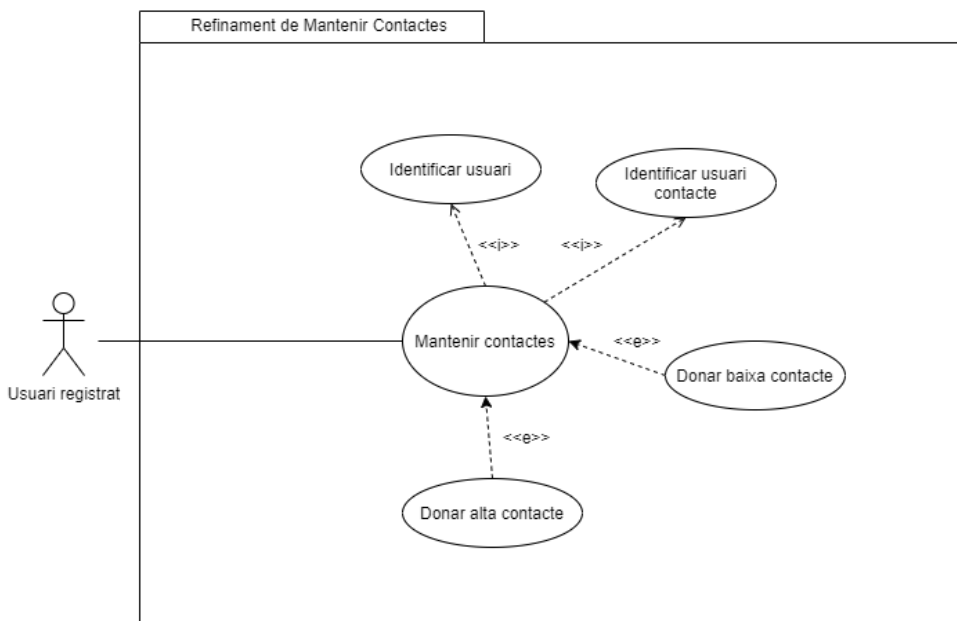 Refinament de Mantenir Contactes
Identificar usuari
Identificar usuari
contacte
<<i>>
<<i>>
Mantenir contactes
<<e>>
Donar baixa contacte
Usuari registrat
<<e>>
Donar alta contacte